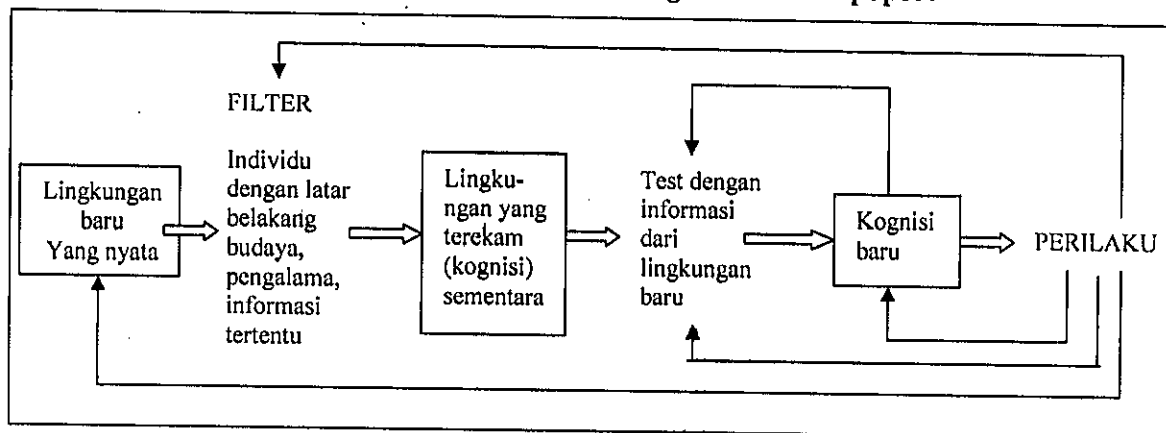 FILTER
Individu
dengan latar
belakang
budaya,
pengalama,
informasi
tertentu
Lingkungan
baru
Yang nyata
Lingku-
ngan yang
terekam
(kognisi)
sementara
Test dengan
informasi
dari
lingkungan
baru
Kognisi
baru
PERILAKU